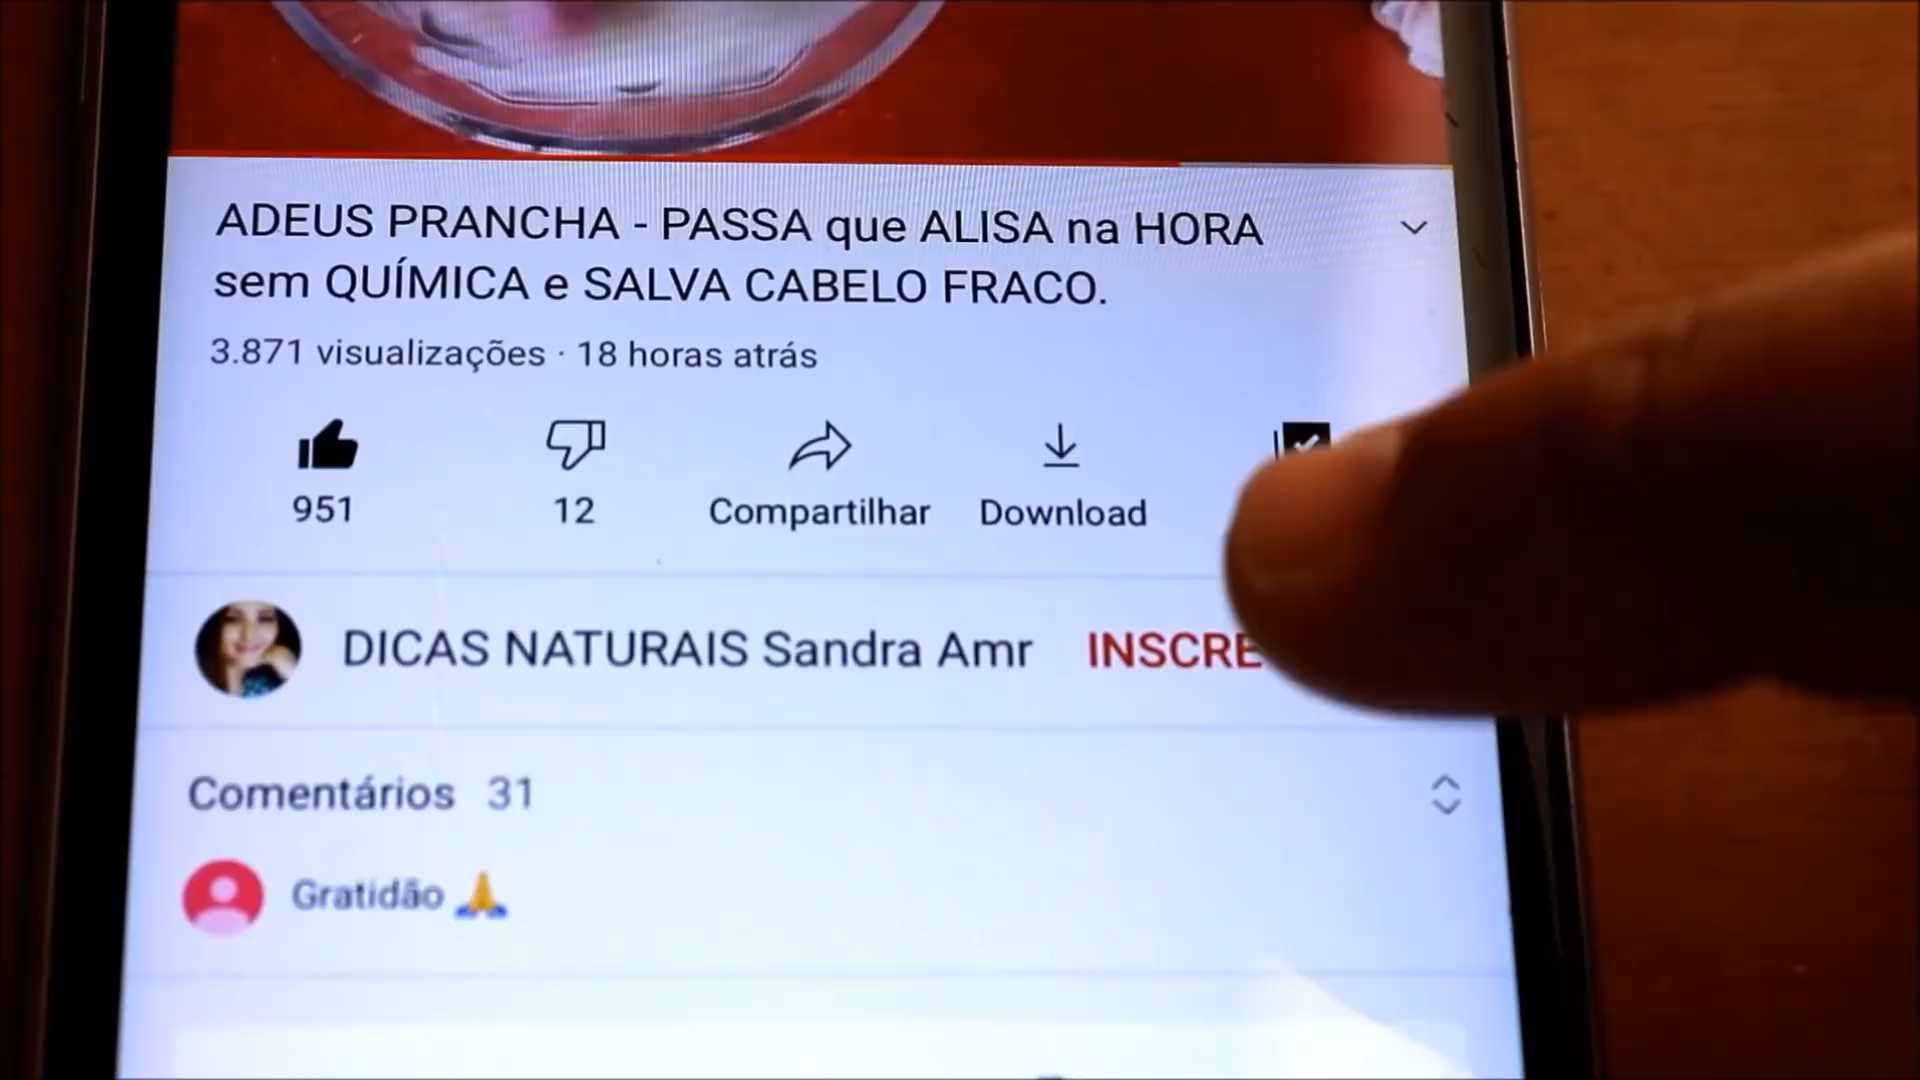 ADEUS PRANCHA - PASSA que ALISA na HORA
sem QUÍMICA e SALVA CABELO FRACO.
3.871 visualizações · 18 horas atrás
951
12
Compartilhar
Download
DICAS NATURAIS Sandra Amr
Comentários 31
Gratidão 🙏